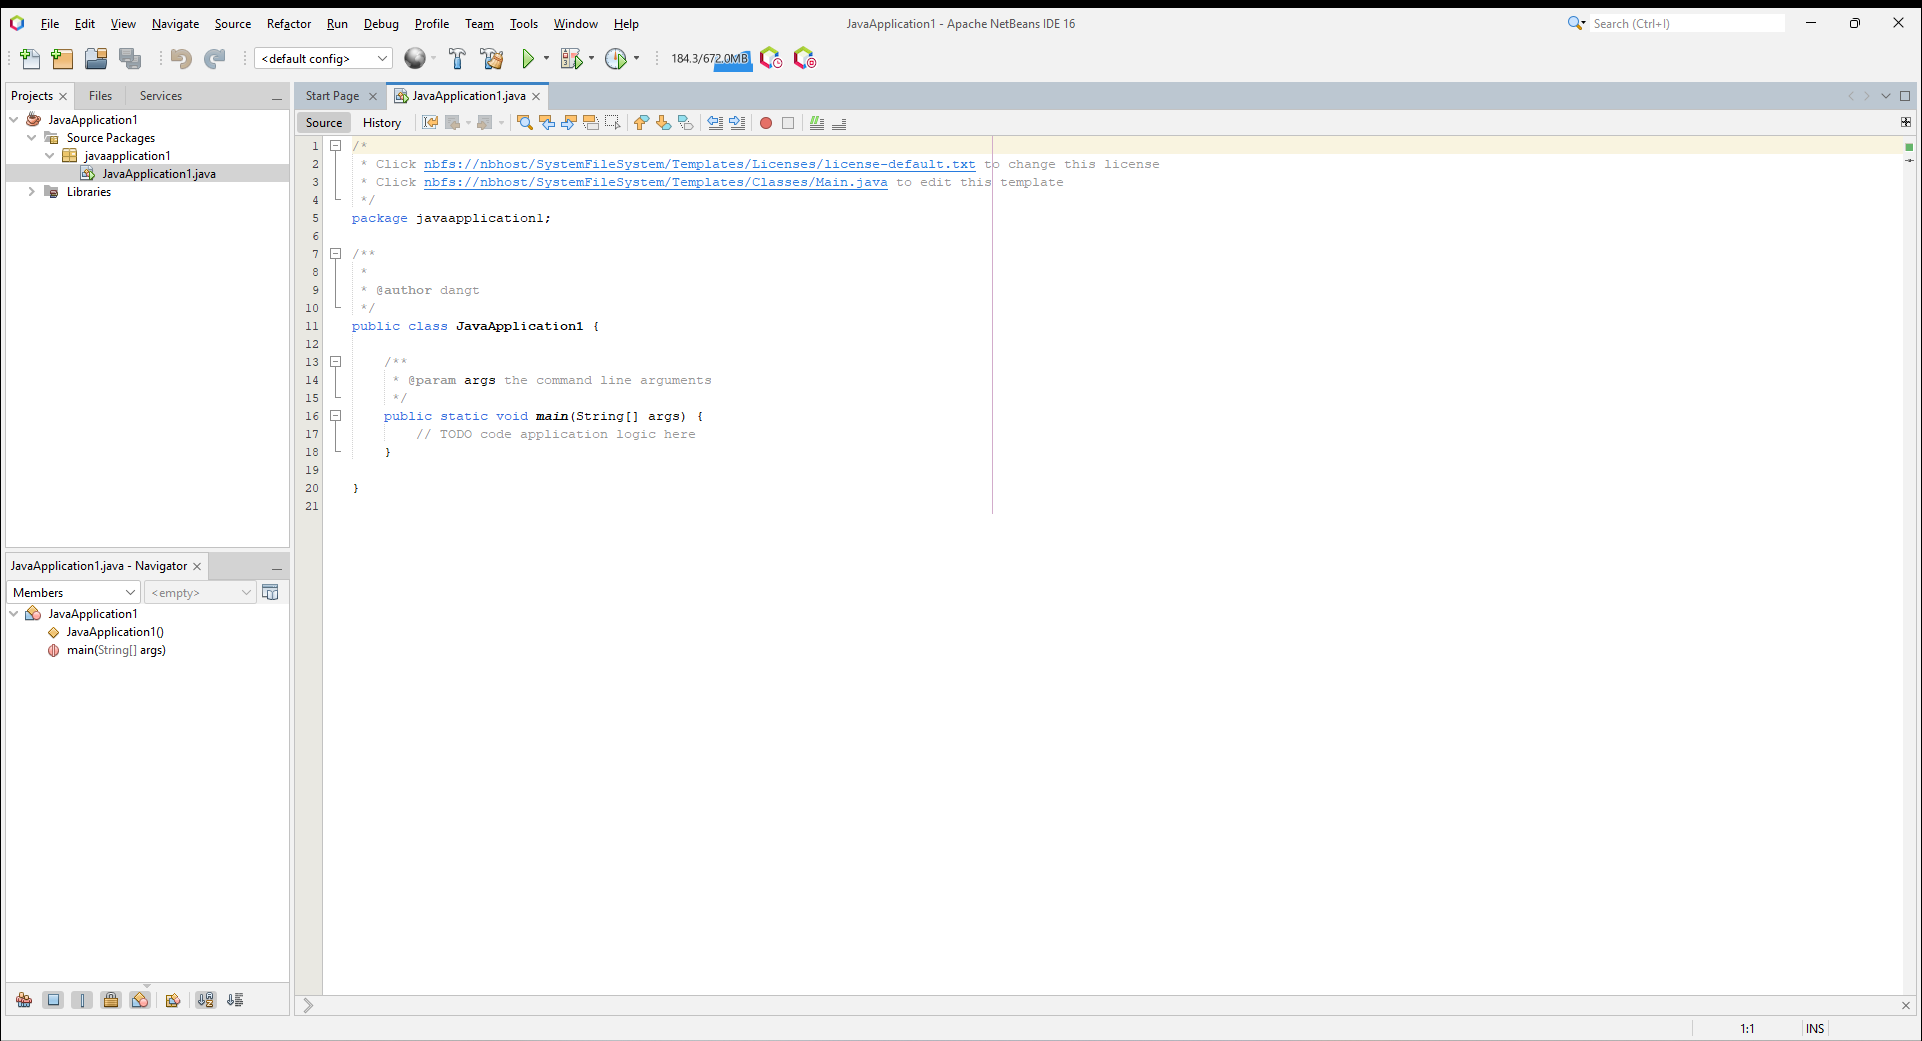 File Edit View Navigate Source Refactor Run Debug Profile Team Tools Window Help
JavaApplication1 - Apache NetBeans IDE 16
Search (Ctrl+I)
<default config>
184.3/672.0MB
Projects Files Services
JavaApplication1
Source Packages
javaapplication1
JavaApplication1.java
Libraries
Start Page JavaApplication1.java
Source History
1 /*
2 * Click nbfs://nbhost/SystemFileSystem/Templates/Licenses/license-default.txt to change this license
3 * Click nbfs://nbhost/SystemFileSystem/Templates/Classes/Main.java to edit this template
4 */
5 package javaapplication1;
6
7 /**
8 *
9 * @author dangt
10 */
11 public class JavaApplication1 {
12
13 /**
14 * @param args the command line arguments
15 */
16 public static void main(String[] args) {
17 // TODO code application logic here
18 }
19
20 }
21
JavaApplication1.java - Navigator
Members <empty>
JavaApplication1
JavaApplication1()
main(String[] args)
1:1 INS